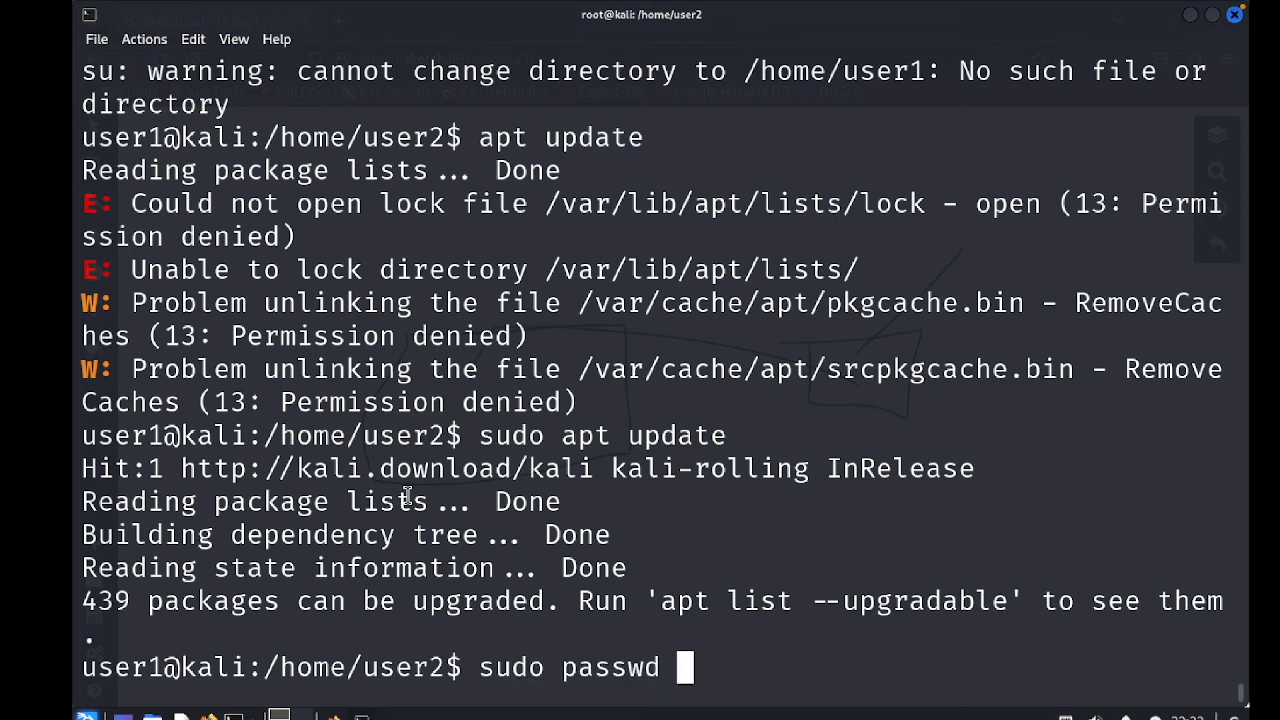 root@kali: /home/user2
File Actions Edit View Help
su: warning: cannot change directory to /home/user1: No such file or
directory
user1@kali:/home/user2$ apt update
Reading package lists... Done
E: Could not open lock file /var/lib/apt/lists/lock - open (13: Permi
ssion denied)
E: Unable to lock directory /var/lib/apt/lists/
W: Problem unlinking the file /var/cache/apt/pkgcache.bin - RemoveCac
hes (13: Permission denied)
W: Problem unlinking the file /var/cache/apt/srcpkgcache.bin - Remove
Caches (13: Permission denied)
user1@kali:/home/user2$ sudo apt update
Hit:1 http://kali.download/kali kali-rolling InRelease
Reading package lists... Done
Building dependency tree... Done
Reading state information... Done
439 packages can be upgraded. Run 'apt list --upgradable' to see them
.
user1@kali:/home/user2$ sudo passwd